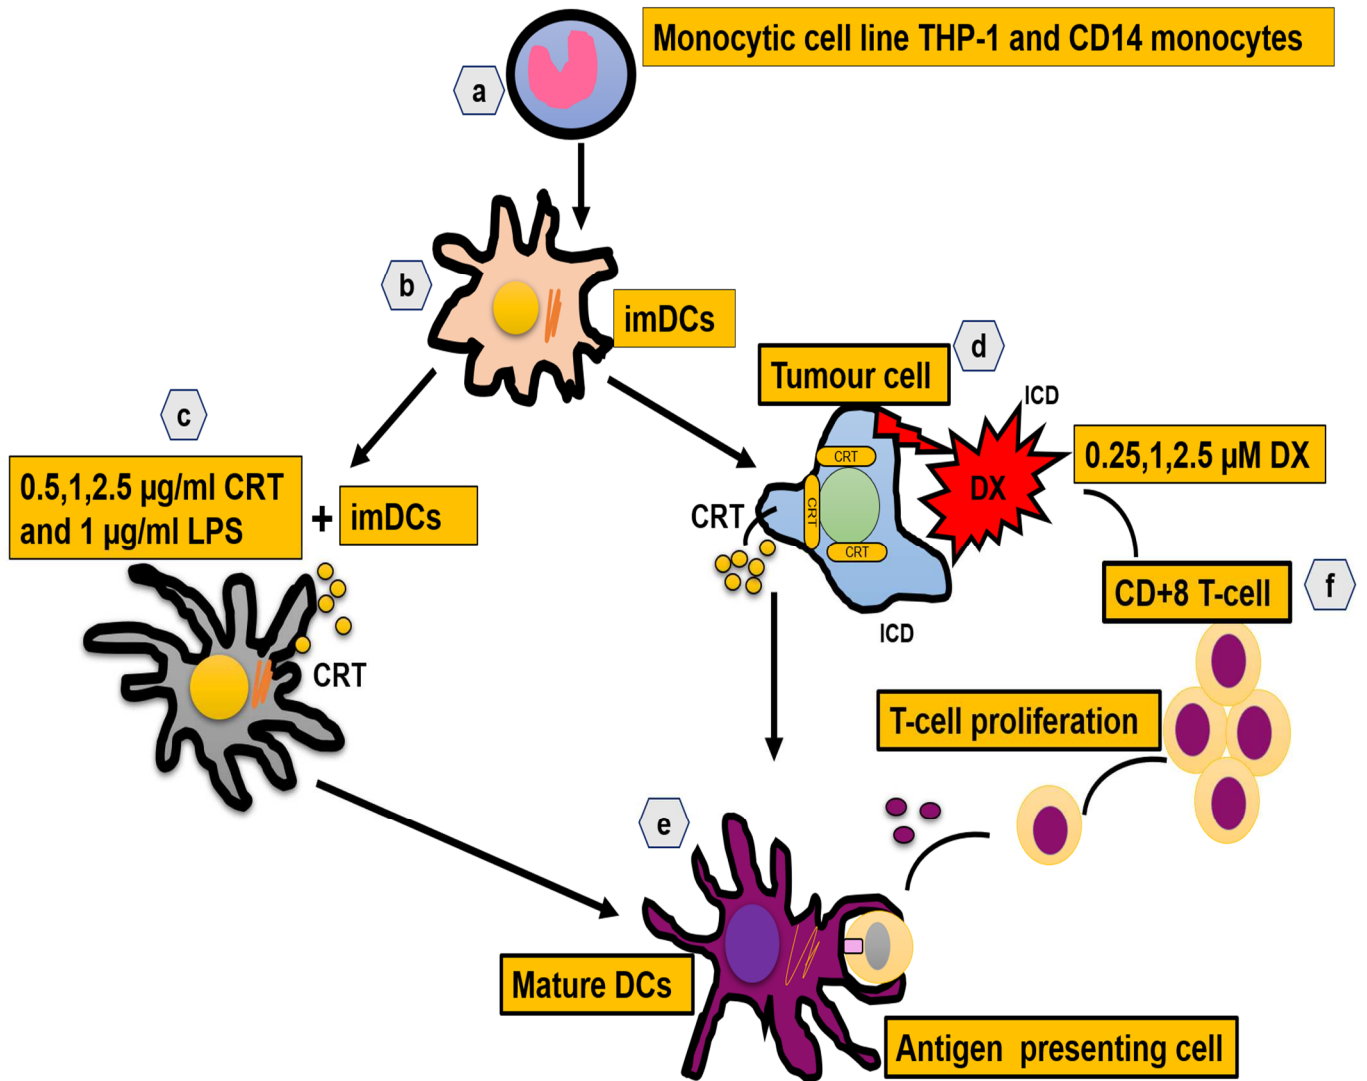 Monocytic cell line THP-1 and CD14 monocytes
a
b
imDCs
d
Tumour cell
ICD
c
0.5,1,2.5 µg/ml CRT
and 1 µg/ml LPS
+
imDCs
CRT
CRT
CRT
CRT
DX
0.25,1,2.5 µM DX
ICD
CD+8 T-cell
f
CRT
T-cell proliferation
e
Mature DCs
Antigen presenting cell